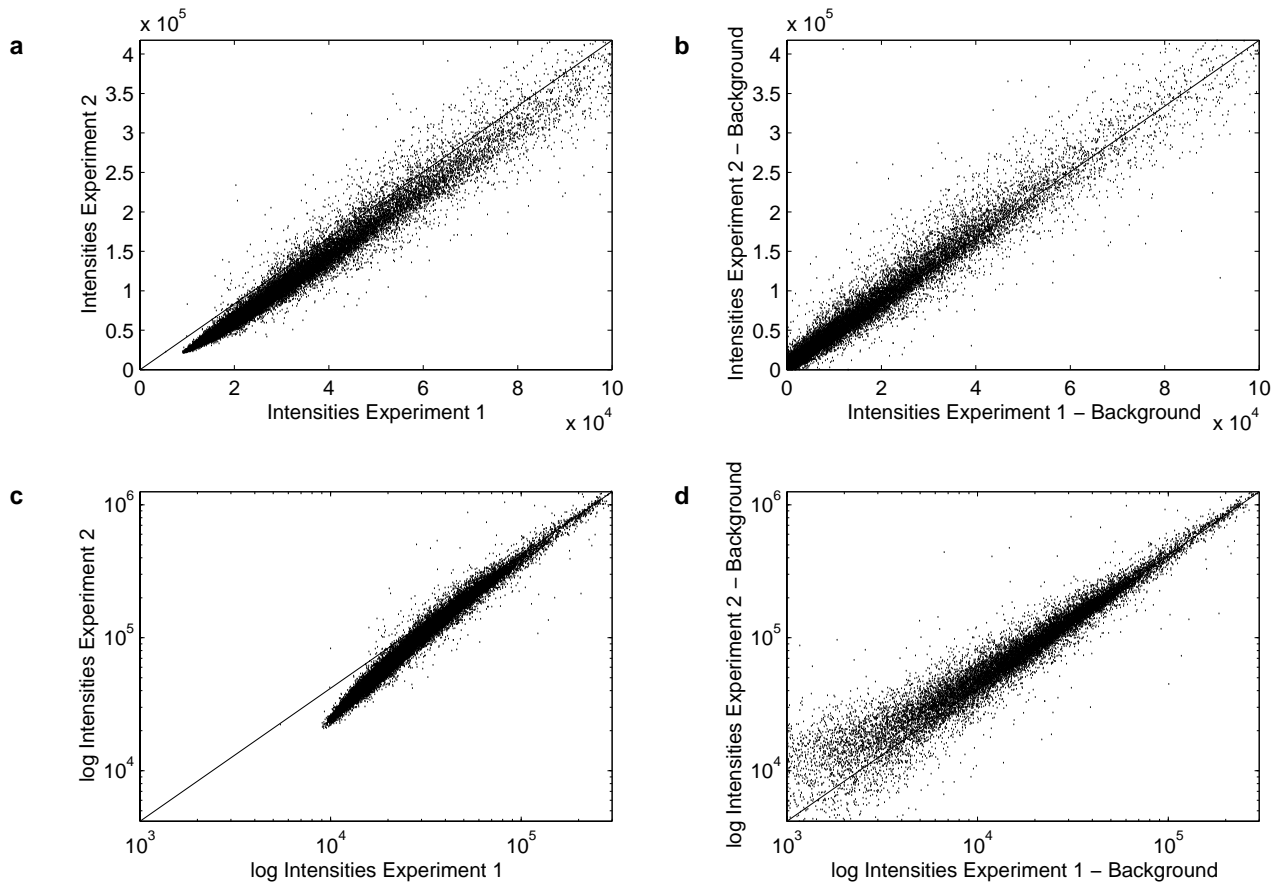 a
x 10^5
Intensities Experiment 2
4
3.5
3
2.5
2
1.5
1
0.5
0
0 2 4 6 8 10
Intensities Experiment 1
x 10^4
b
x 10^5
Intensities Experiment 2 – Background
4
3.5
3
2.5
2
1.5
1
0.5
0
0 2 4 6 8 10
Intensities Experiment 1 – Background
x 10^4
c
log Intensities Experiment 2
10^6
10^5
10^4
10^3 10^4 10^5
log Intensities Experiment 1
d
log Intensities Experiment 2 – Background
10^6
10^5
10^4
10^3 10^4 10^5
log Intensities Experiment 1 – Background